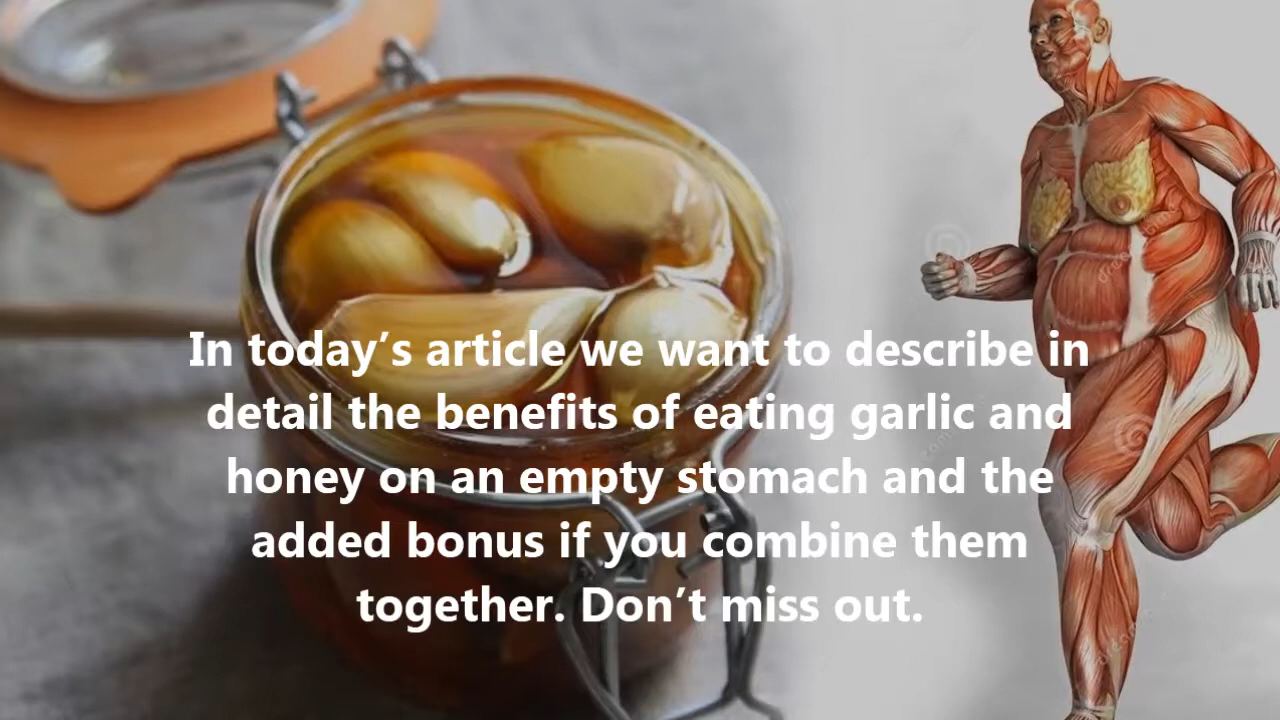 In today’s article we want to describe in
detail the benefits of eating garlic and
honey on an empty stomach and the
added bonus if you combine them
together. Don’t miss out.